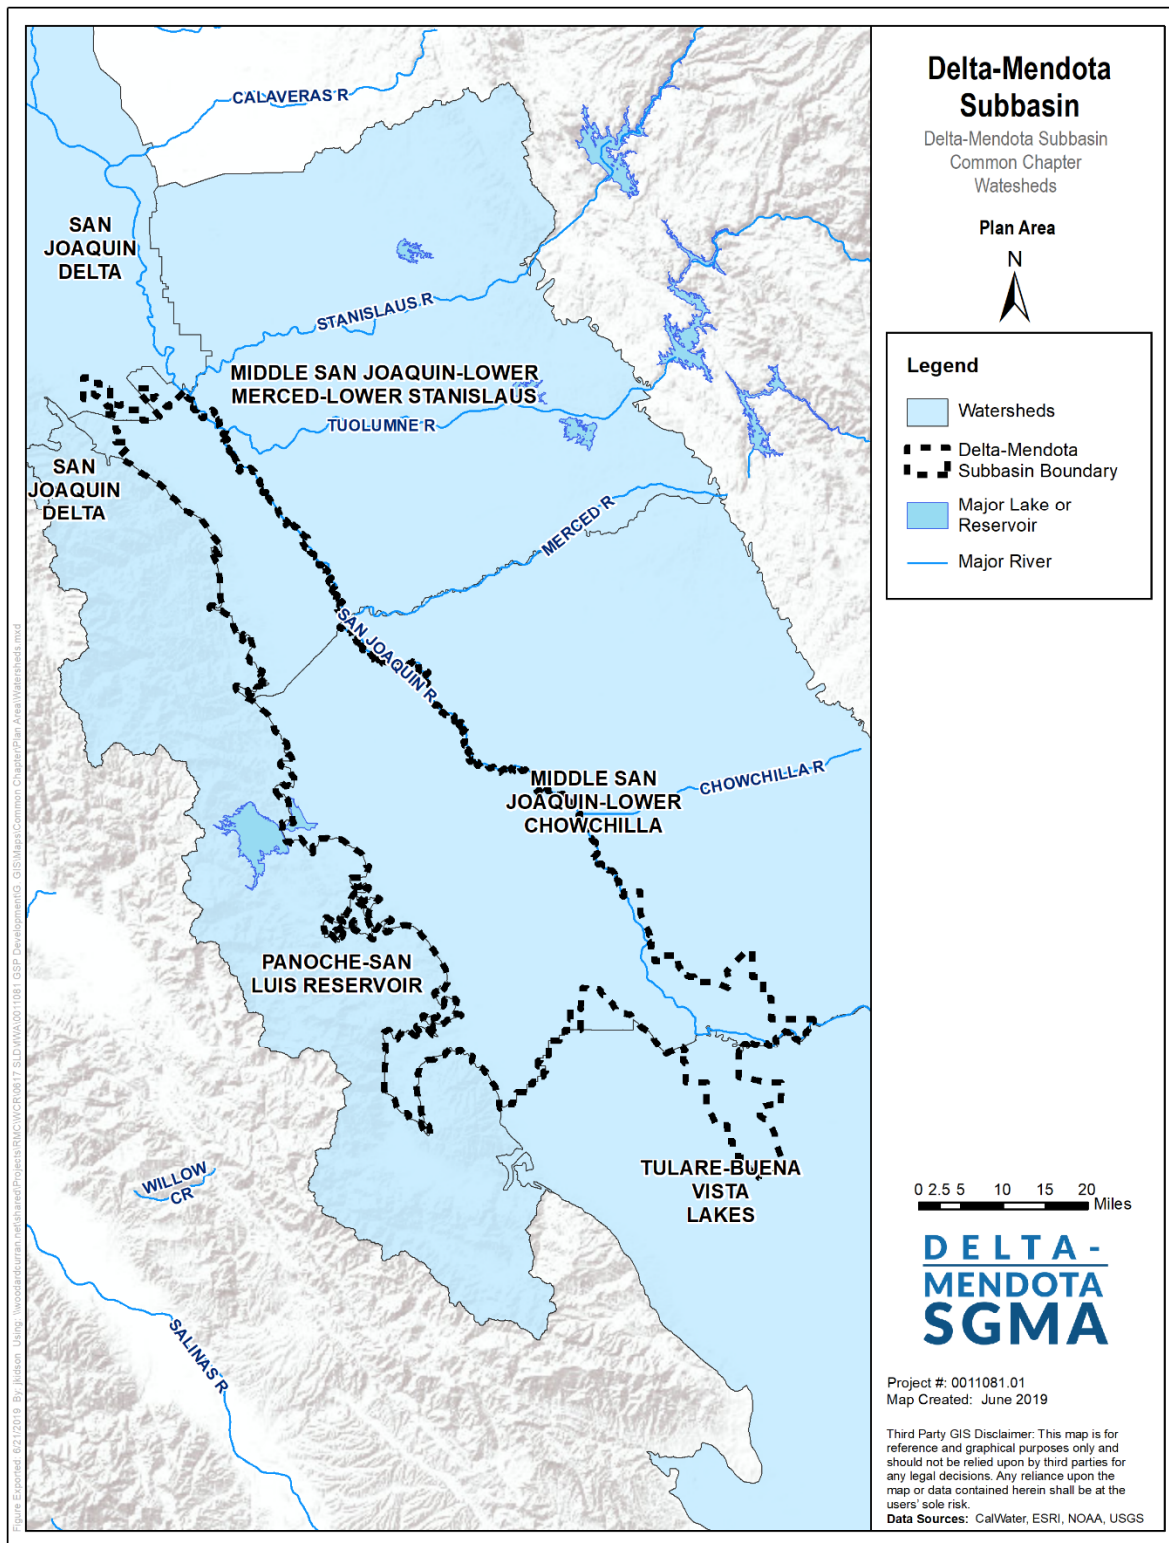 Delta-Mendota
Subbasin
Delta-Mendota Subbasin
Common Chapter
Watesheds
Plan Area
N
Legend
Watersheds
Delta-Mendota
Subbasin Boundary
Major Lake or
Reservoir
Major River
CALAVERAS R
SAN
JOAQUIN
DELTA
STANISLAUS R
MIDDLE SAN JOAQUIN-LOWER
MERCED-LOWER STANISLAUS
TUOLUMNE R
SAN
JOAQUIN
DELTA
MERCED R
SAN JOAQUIN R
MIDDLE SAN
JOAQUIN-LOWER
CHOWCHILLA
CHOWCHILLA R
PANOCHE-SAN
LUIS RESERVOIR
TULARE-BUENA
VISTA
LAKES
WILLOW
CR
SALINAS R
0 2.5 5 10 15 20
Miles
DELTA-
MENDOTA
SGMA
Project #: 0011081.01
Map Created: June 2019
Third Party GIS Disclaimer: This map is for
reference and graphical purposes only and
should not be relied upon by third parties for
any legal decisions. Any reliance upon the
map or data contained herein shall be at the
users' sole risk.
Data Sources: CalWater, ESRI, NOAA, USGS